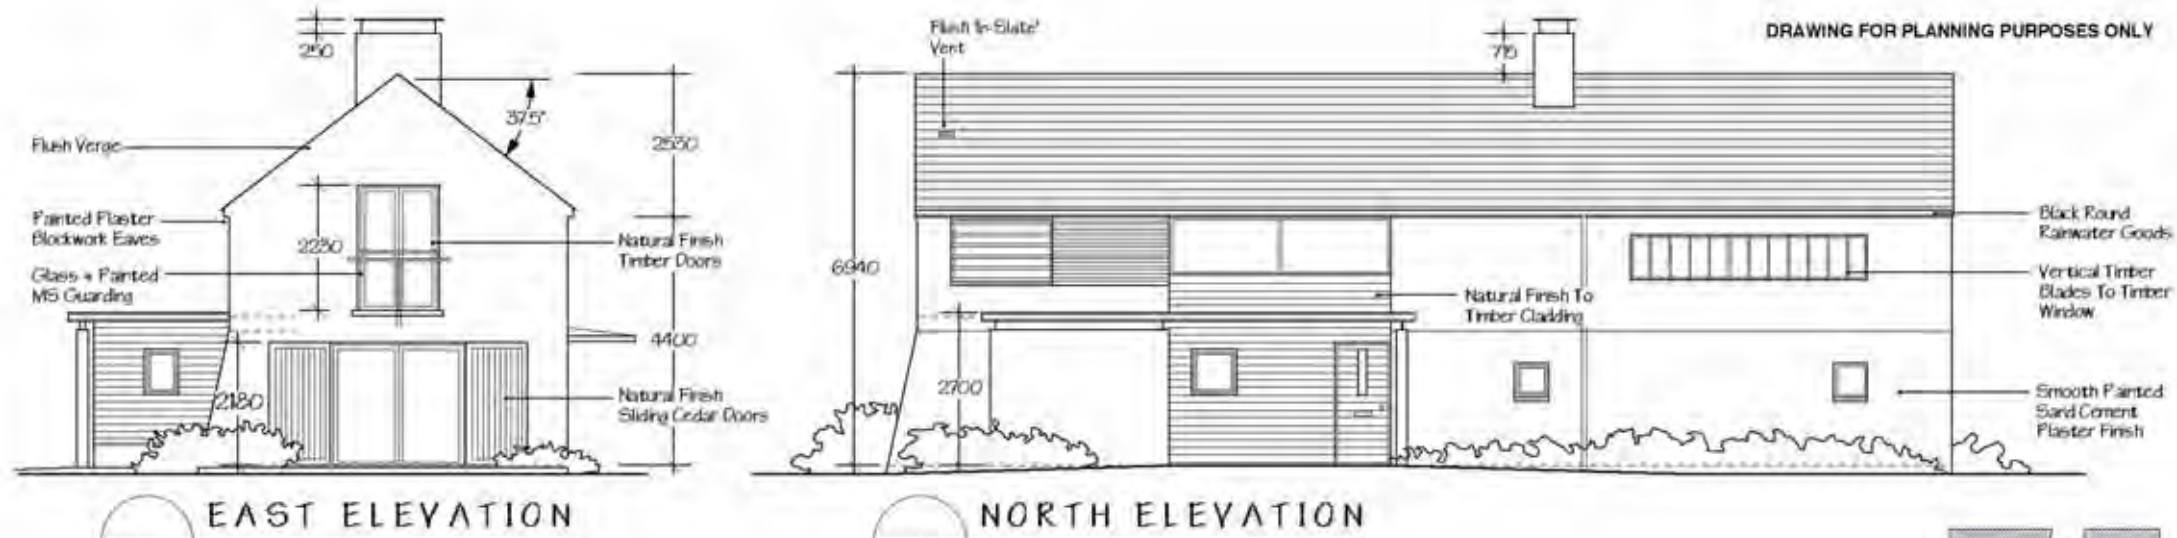 DRAWING FOR PLANNING PURPOSES ONLY
250
37.5°
Flush Verge
2530
Painted Plaster
Blockwork Eaves
2230
Natural Finish
Timber Doors
Glass + Painted
MS Guarding
4400
2180
Natural Finish
Sliding Cedar Doors
EAST ELEVATION
Flush 'In-Slate'
Vent
715
6940
Natural Finish To
Timber Cladding
2700
Black Round
Rainwater Goods
Vertical Timber
Blades To Timber
Window
Smooth Painted
Sand Cement
Plaster Finish
NORTH ELEVATION